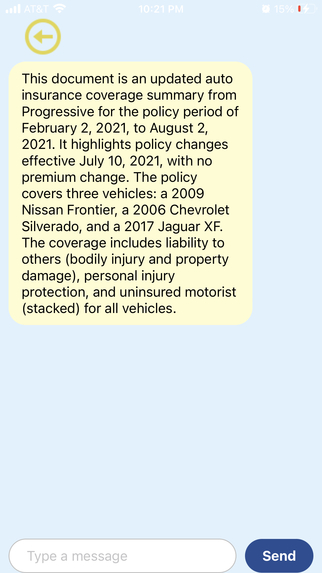 AT&T 10:21 PM 15%
This document is an updated auto
insurance coverage summary from
Progressive for the policy period of
February 2, 2021, to August 2,
2021. It highlights policy changes
effective July 10, 2021, with no
premium change. The policy
covers three vehicles: a 2009
Nissan Frontier, a 2006 Chevrolet
Silverado, and a 2017 Jaguar XF.
The coverage includes liability to
others (bodily injury and property
damage), personal injury
protection, and uninsured motorist
(stacked) for all vehicles.
Type a message Send